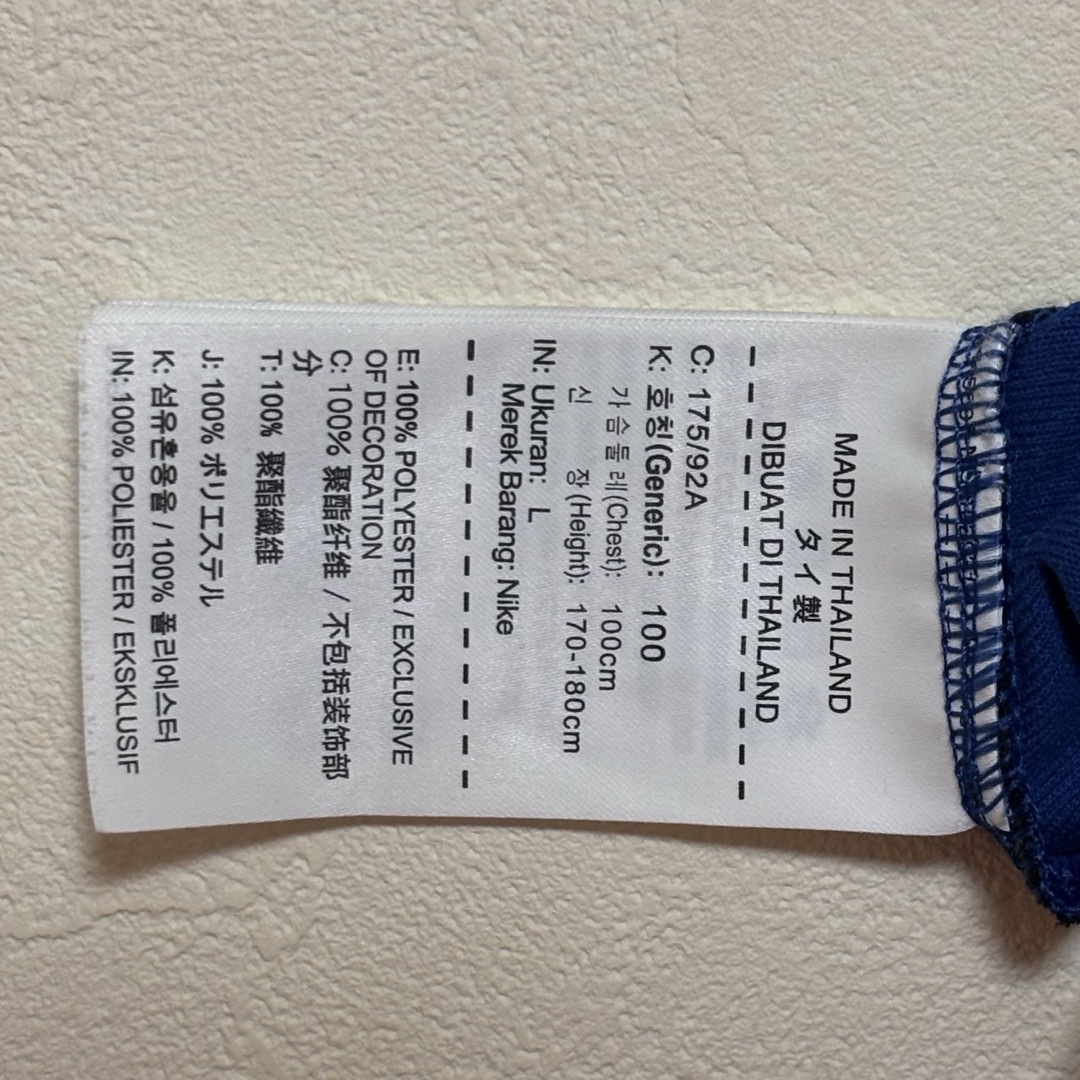 MADE IN THAILAND
タイ製
DIBUAT DI THAILAND
C: 175/92A
K: 호칭(Generic): 100
가슴둘레(Chest): 100cm
신 장(Height): 170-180cm
IN: Ukuran: L
Merek Barang: Nike
E: 100% POLYESTER / EXCLUSIVE
OF DECORATION
C: 100% 聚酯纤维 / 不包括装饰部
分
T: 100% 聚酯纖維
J: 100% ポリエステル
K: 섬유혼용율 / 100% 폴리에스터
IN: 100% POLIESTER / EKSKLUSIF